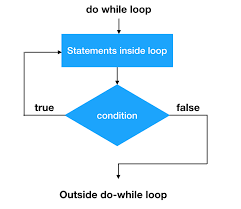 do while loop
Statements inside loop
true
false
condition
Outside do-while loop